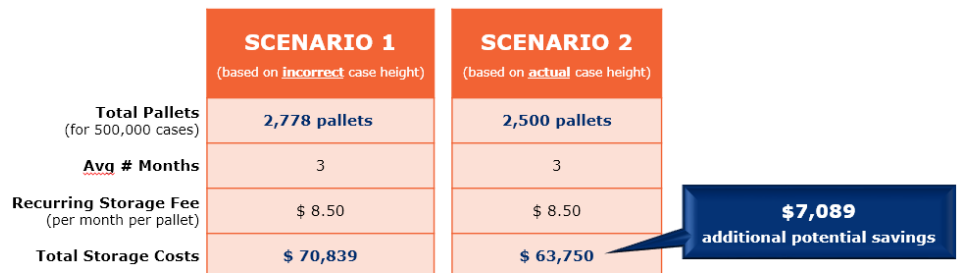 SCENARIO 1
(based on incorrect case height)
SCENARIO 2
(based on actual case height)
Total Pallets
(for 500,000 cases)
2,778 pallets
2,500 pallets
Avg # Months
3
3
Recurring Storage Fee
(per month per pallet)
$ 8.50
$ 8.50
Total Storage Costs
$ 70,839
$ 63,750
$7,089
additional potential savings